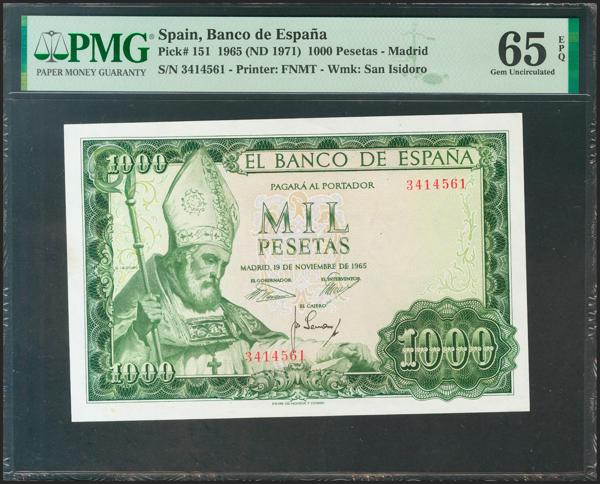 PMG
PAPER MONEY GUARANTY
Spain, Banco de España
Pick# 151 1965 (ND 1971) 1000 Pesetas - Madrid
S/N 3414561 - Printer: FNMT - Wmk: San Isidoro
65 EPQ
Gem Uncirculated
1000
EL BANCO DE ESPAÑA
PAGARÁ AL PORTADOR
3414561
MIL
PESETAS
MADRID, 19 DE NOVIEMBRE DE 1965
EL GOBERNADOR EL INTERVENTOR
EL CAJERO
3414561
1000
1000